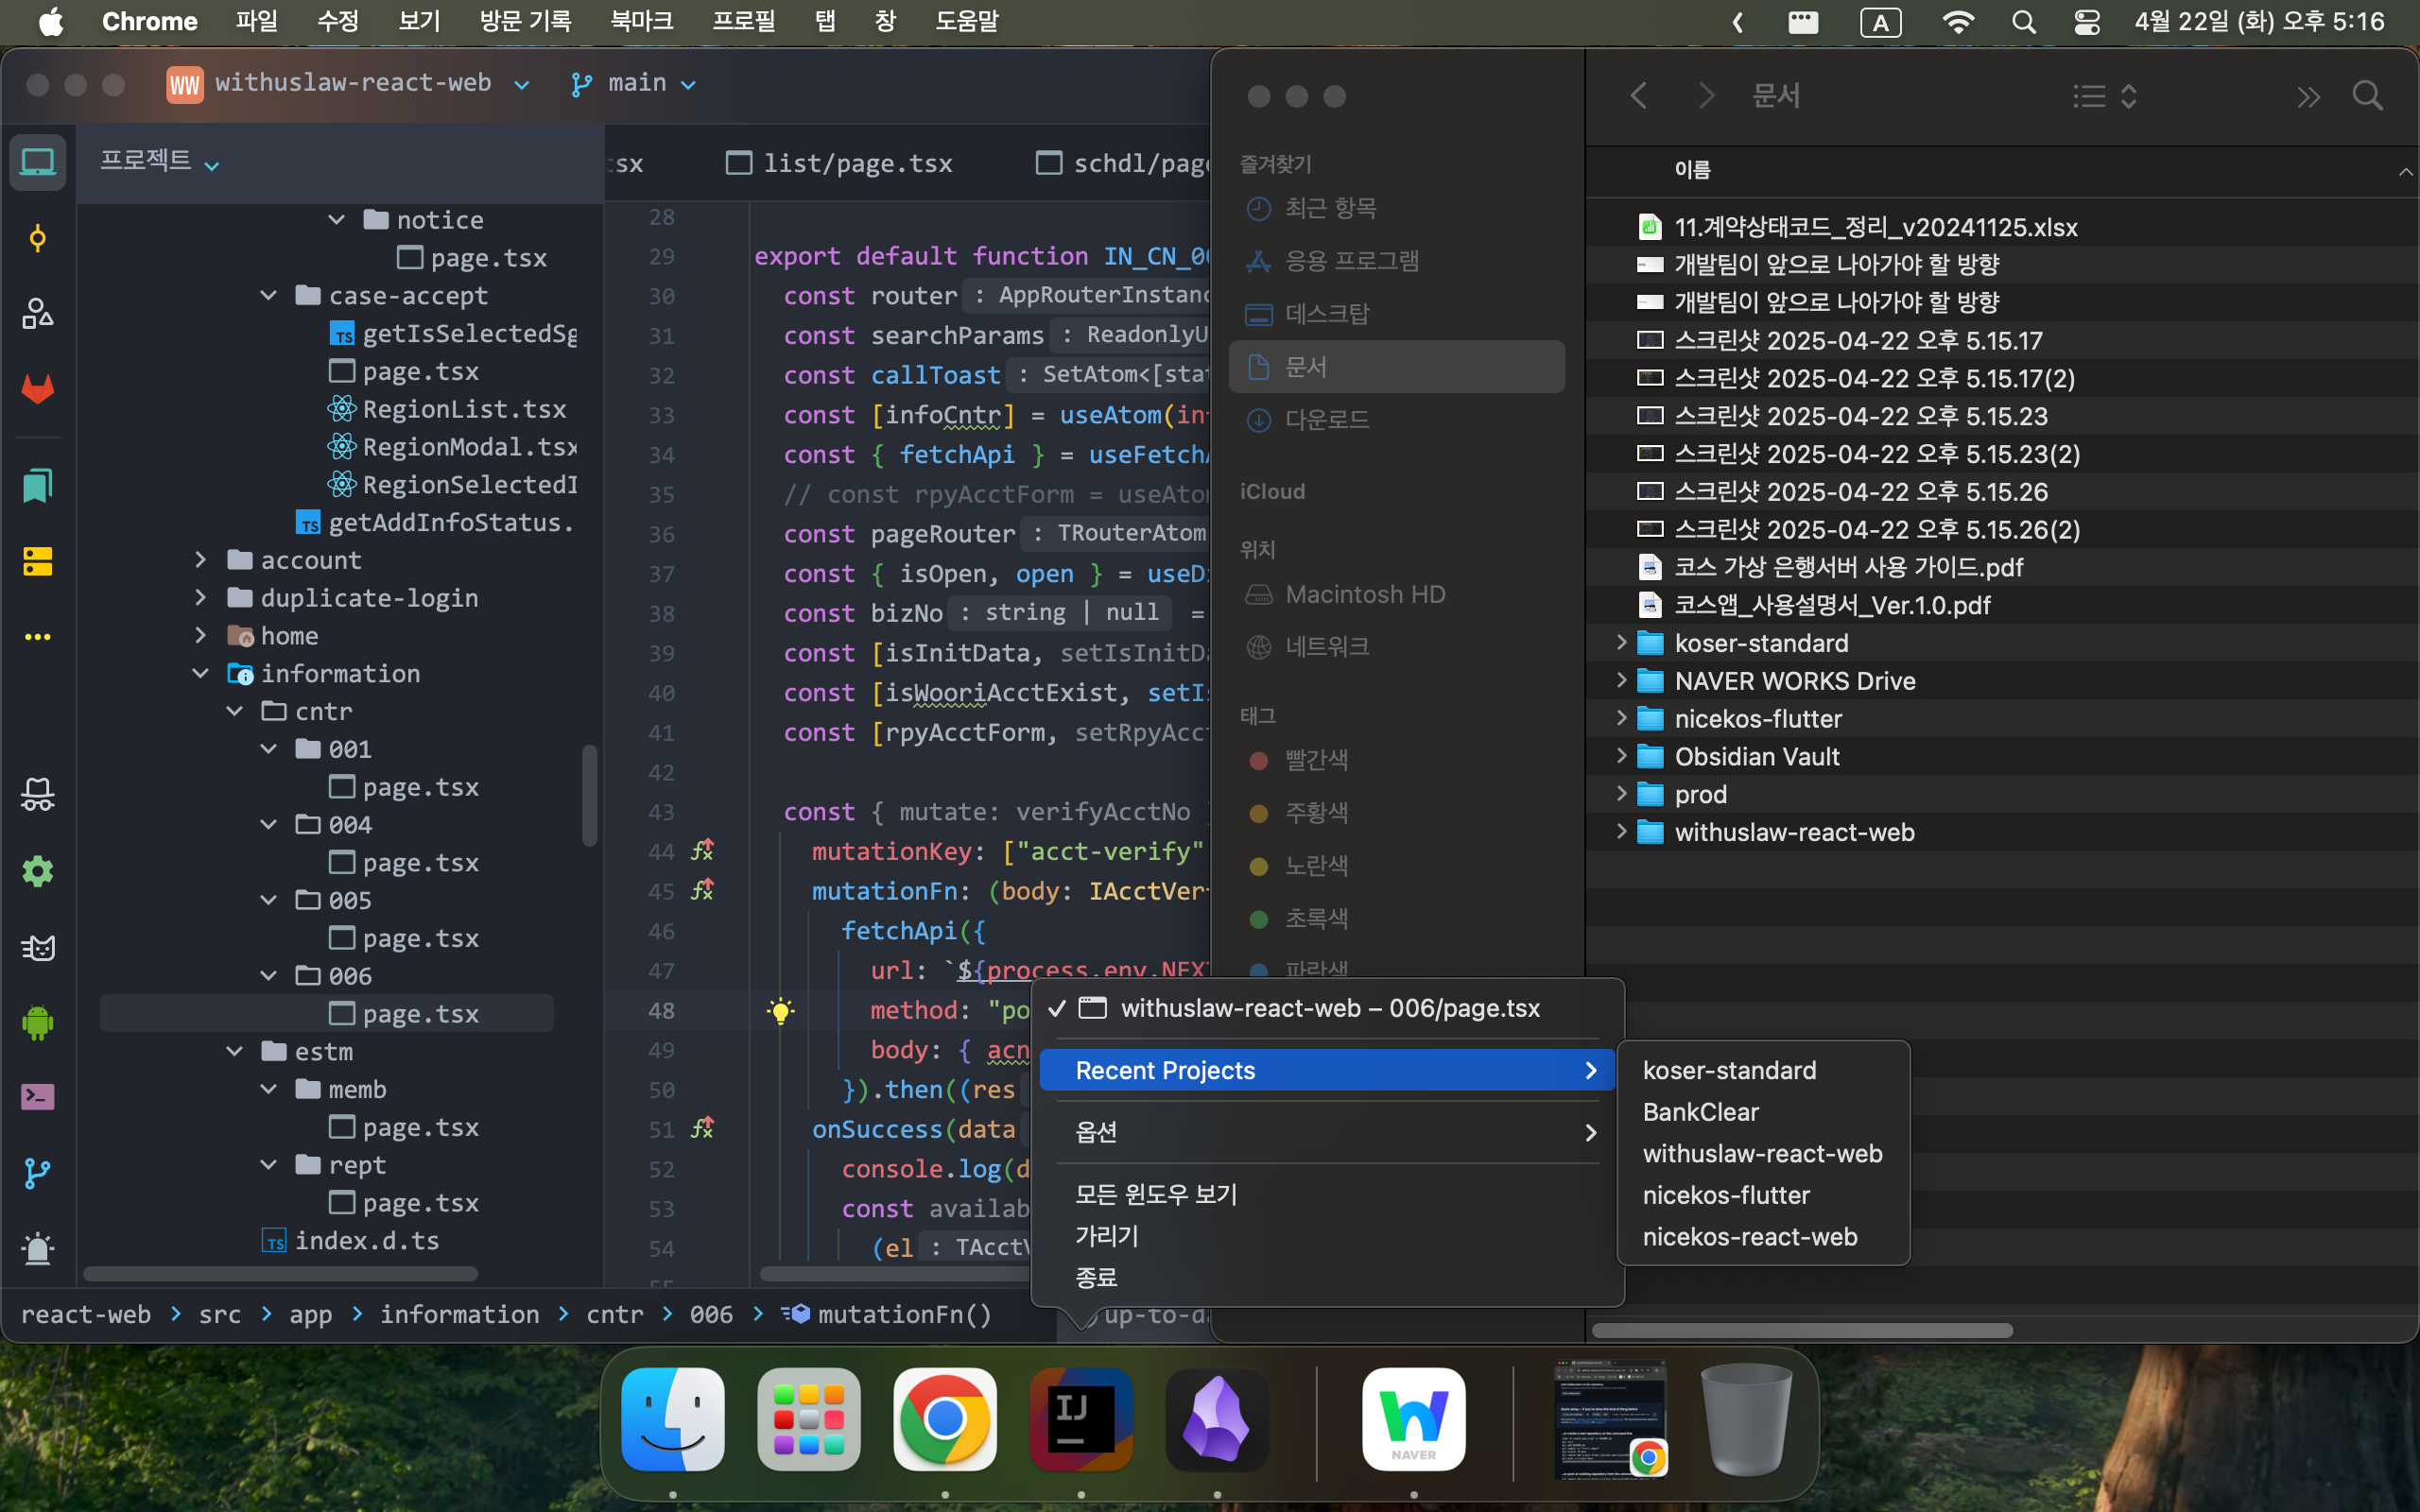 Chrome 파일 수정 보기 방문 기록 북마크 프로필 탭 창 도움말
A 4월 22일 (화) 오후 5:16
WW withuslaw-react-web main
프로젝트
notice
page.tsx
case-accept
getIsSelectedSg
page.tsx
RegionList.tsx
RegionModal.tsx
RegionSelectedI
getAddInfoStatus.
account
duplicate-login
home
information
cntr
001
page.tsx
004
page.tsx
005
page.tsx
006
page.tsx
estm
memb
page.tsx
rept
page.tsx
index.d.ts
tsx list/page.tsx schdl/page
28
29 export default function IN_CN_00
30 const router : AppRouterInstanc
31 const searchParams : ReadonlyU
32 const callToast : SetAtom<[stat
33 const [infoCntr] = useAtom(in
34 const { fetchApi } = useFetchA
35 // const rpyAcctForm = useAtom
36 const pageRouter : TRouterAtom
37 const { isOpen, open } = useDi
38 const bizNo : string | null =
39 const [isInitData, setIsInitDa
40 const [isWooriAcctExist, setIs
41 const [rpyAcctForm, setRpyAcct
42
43 const { mutate: verifyAcctNo }
44 mutationKey: ["acct-verify"
45 mutationFn: (body: IAcctVer
46 fetchApi({
47 url: `${process.env.NEXT
48 method: "po
49 body: { acn
50 }).then((res
51 onSuccess(data
52 console.log(d
53 const availab
54 (el : TAcctV
react-web > src > app > information > cntr > 006 > mutationFn()
up-to-da
즐겨찾기
최근 항목
응용 프로그램
데스크탑
문서
다운로드
iCloud
위치
Macintosh HD
네트워크
태그
빨간색
주황색
노란색
초록색
파란색
문서
이름
11.계약상태코드_정리_v20241125.xlsx
개발팀이 앞으로 나아가야 할 방향
개발팀이 앞으로 나아가야 할 방향
스크린샷 2025-04-22 오후 5.15.17
스크린샷 2025-04-22 오후 5.15.17(2)
스크린샷 2025-04-22 오후 5.15.23
스크린샷 2025-04-22 오후 5.15.23(2)
스크린샷 2025-04-22 오후 5.15.26
스크린샷 2025-04-22 오후 5.15.26(2)
코스 가상 은행서버 사용 가이드.pdf
코스앱_사용설명서_Ver.1.0.pdf
koser-standard
NAVER WORKS Drive
nicekos-flutter
Obsidian Vault
prod
withuslaw-react-web
✓ withuslaw-react-web – 006/page.tsx
Recent Projects
옵션
모든 윈도우 보기
가리기
종료
koser-standard
BankClear
withuslaw-react-web
nicekos-flutter
nicekos-react-web
IJ
NAVER